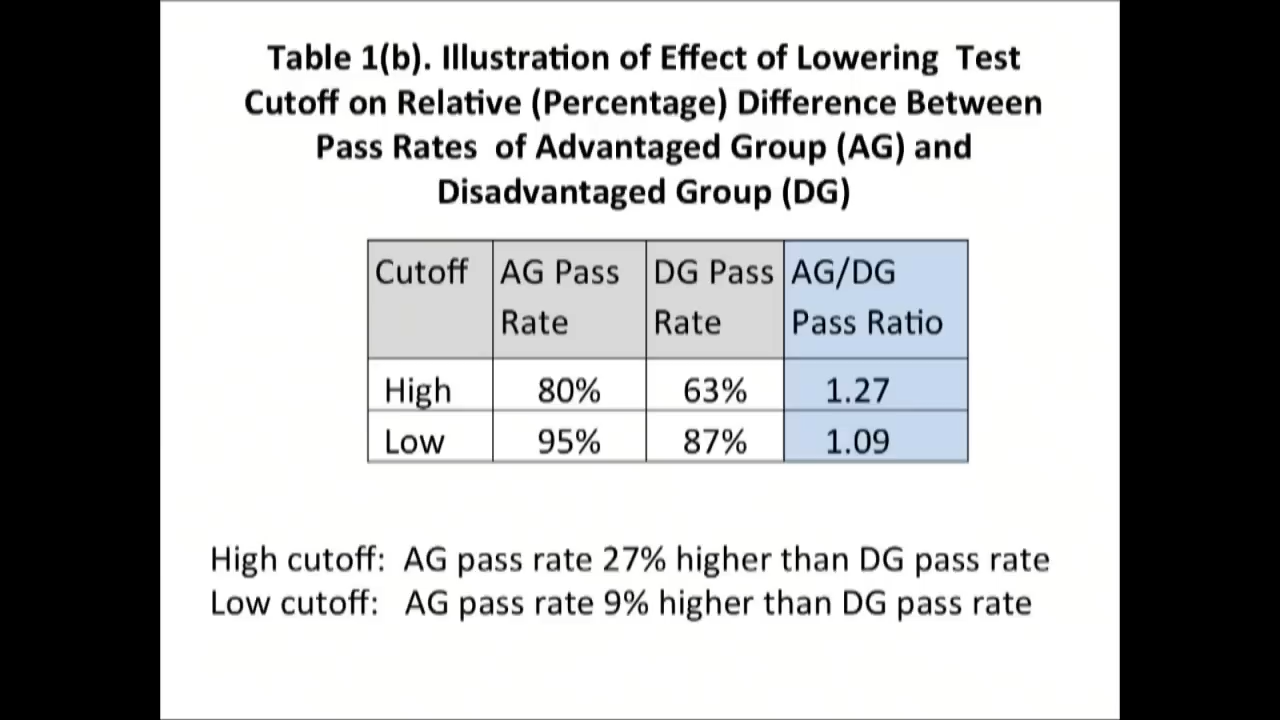 Table 1(b). Illustration of Effect of Lowering Test
Cutoff on Relative (Percentage) Difference Between
Pass Rates of Advantaged Group (AG) and
Disadvantaged Group (DG)
Cutoff AG Pass Rate DG Pass Rate AG/DG Pass Ratio
High 80% 63% 1.27
Low 95% 87% 1.09
High cutoff: AG pass rate 27% higher than DG pass rate
Low cutoff: AG pass rate 9% higher than DG pass rate